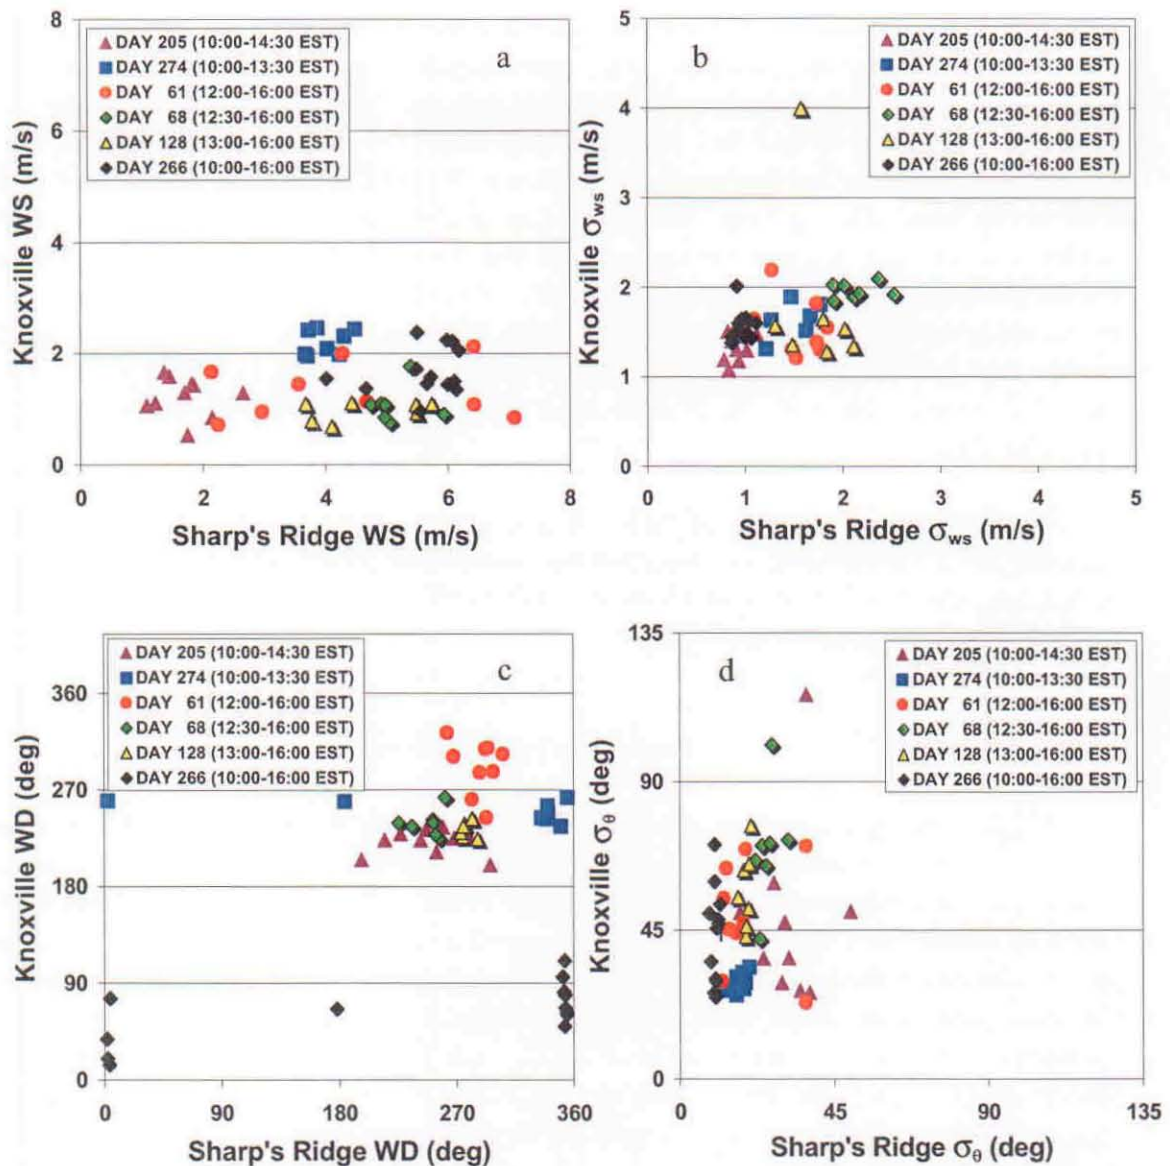 8
6
4
2
0
Knoxville WS (m/s)
DAY 205 (10:00-14:30 EST)
DAY 274 (10:00-13:30 EST)
DAY 61 (12:00-16:00 EST)
DAY 68 (12:30-16:00 EST)
DAY 128 (13:00-16:00 EST)
DAY 266 (10:00-16:00 EST)
a
0 2 4 6 8
Sharp's Ridge WS (m/s)
5
4
3
2
1
0
Knoxville σws (m/s)
b
DAY 205 (10:00-14:30 EST)
DAY 274 (10:00-13:30 EST)
DAY 61 (12:00-16:00 EST)
DAY 68 (12:30-16:00 EST)
DAY 128 (13:00-16:00 EST)
DAY 266 (10:00-16:00 EST)
0 1 2 3 4 5
Sharp's Ridge σws (m/s)
360
270
180
90
0
Knoxville WD (deg)
DAY 205 (10:00-14:30 EST)
DAY 274 (10:00-13:30 EST)
DAY 61 (12:00-16:00 EST)
DAY 68 (12:30-16:00 EST)
DAY 128 (13:00-16:00 EST)
DAY 266 (10:00-16:00 EST)
c
0 90 180 270 360
Sharp's Ridge WD (deg)
135
90
45
0
Knoxville σθ (deg)
d
DAY 205 (10:00-14:30 EST)
DAY 274 (10:00-13:30 EST)
DAY 61 (12:00-16:00 EST)
DAY 68 (12:30-16:00 EST)
DAY 128 (13:00-16:00 EST)
DAY 266 (10:00-16:00 EST)
0 45 90 135
Sharp's Ridge σθ (deg)